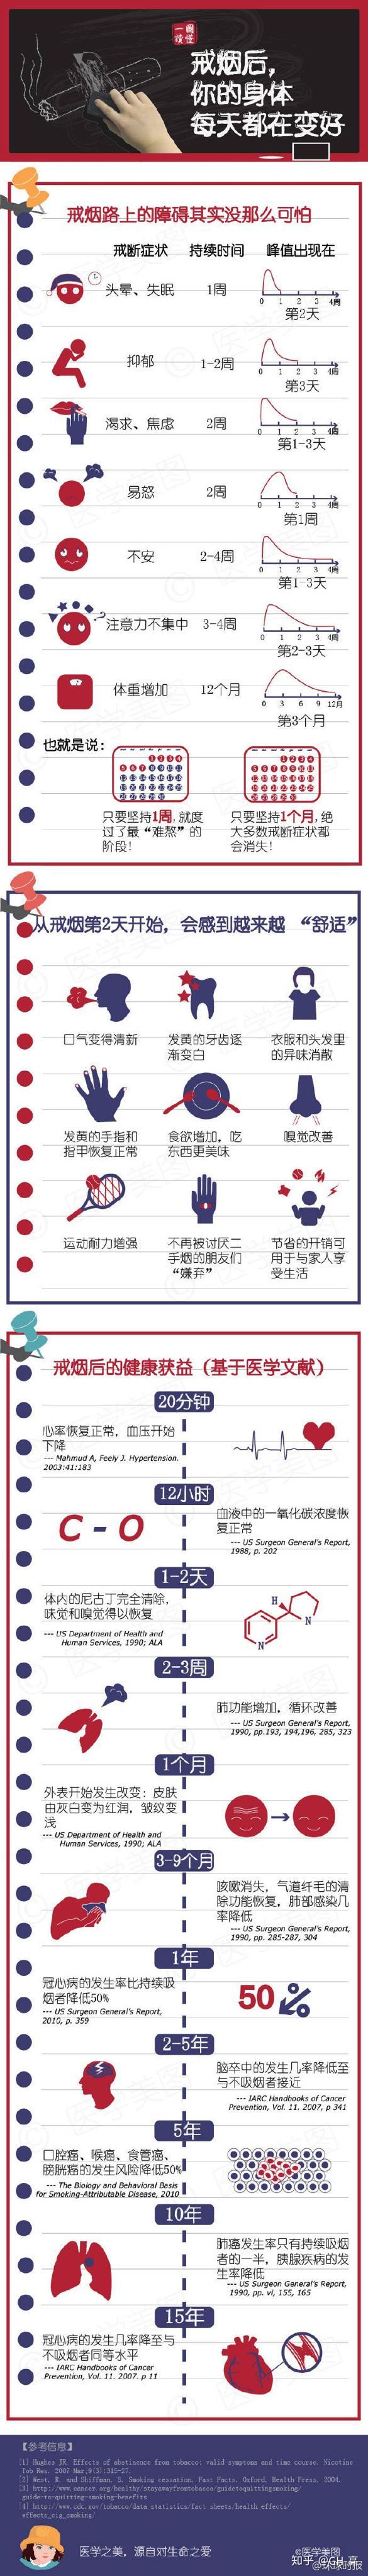 一图
读懂
戒烟后，
你的身体
每天都在变好
戒烟路上的障碍其实没那么可怕
戒断症状 持续时间 峰值出现在
头晕、失眠 1周
0 1 2 3 4周
第2天
抑郁 1-2周
0 1 2 3 4周
第3天
渴求、焦虑 2周
0 1 2 3 4周
第1-3天
易怒 2周
0 1 2 3 4周
第1周
不安 2-4周
0 1 2 3 4周
第1-3天
注意力不集中 3-4周
0 1 2 3 4周
第2-3天
体重增加 12个月
0 3 6 9 12月
第3个月
也就是说：
只要坚持1周，就度
过了最“难熬”的
阶段！
只要坚持1个月，绝
大多数戒断症状都
会消失！
从戒烟第2天开始，会感到越来越 “舒适”
口气变得清新
发黄的牙齿逐
渐变白
衣服和头发里
的异味消散
发黄的手指和
指甲恢复正常
食欲增加，吃
东西更美味
嗅觉改善
运动耐力增强
不再被讨厌二
手烟的朋友们
“嫌弃”
节省的开销可
用于与家人享
受生活
戒烟后的健康获益（基于医学文献）
20分钟
心率恢复正常，血压开始
下降
--- Mahmud A, Feely J. Hypertension.
2003:41:183
12小时
C - O
血液中的一氧化碳浓度恢
复正常
--- US Surgeon General's Report,
1988, p. 202
1-2天
体内的尼古丁完全清除，
味觉和嗅觉得以恢复
--- US Department of Health and
Human Services, 1990; ALA
H
N
N
2-3周
肺功能增加，循环改善
--- US Surgeon General's Report,
1990, pp.193, 194,196, 285, 323
1个月
外表开始发生改变：皮肤
由灰白变为红润，皱纹变
浅
--- US Department of Health and
Human Services, 1990; ALA
3-9个月
咳嗽消失，气道纤毛的清
除功能恢复，肺部感染几
率降低
--- US Surgeon General's Report,
1990, pp. 285-287, 304
1年
冠心病的发生率比持续吸
烟者降低50%
--- US Surgeon General's Report,
2010, p. 359
50%
2-5年
脑卒中的发生几率降低至
与不吸烟者接近
--- IARC Handbooks of Cancer
Prevention, Vol. 11. 2007, p 341
5年
口腔癌、喉癌、食管癌、
膀胱癌的发生风险降低50%
--- The Biology and Behavioral Basis
for Smoking-Attributable Disease, 2010
10年
肺癌发生率只有持续吸烟
者的一半，胰腺疾病的发
生率降低
--- US Surgeon General's Report,
1990, pp. vi, 155, 165
15年
冠心病的发生几率降至与
不吸烟者同等水平
--- IARC Handbooks of Cancer
Prevention, Vol. 11. 2007. p 11
【参考信息】
[1] Hughes JR. Effects of abstinence from tobacco: valid symptoms and time course. Nicotine
Tob Res. 2007 Mar;9(3):315-27.
[2] West, R. and Shiffman, S. Smoking cessation. Fast Facts. Oxford, Health Press. 2004.
[3] http://www.cancer.org/healthy/stayawayfromtobacco/guidetoquittingsmoking/
guide-to-quitting-smoking-benefits
[4] http://www.cdc.gov/tobacco/data_statistics/fact_sheets/health_effects/
effects_cig_smoking/
医学之美，源自对生命之爱
©医学美图
知乎 @GH 高
@环球时报